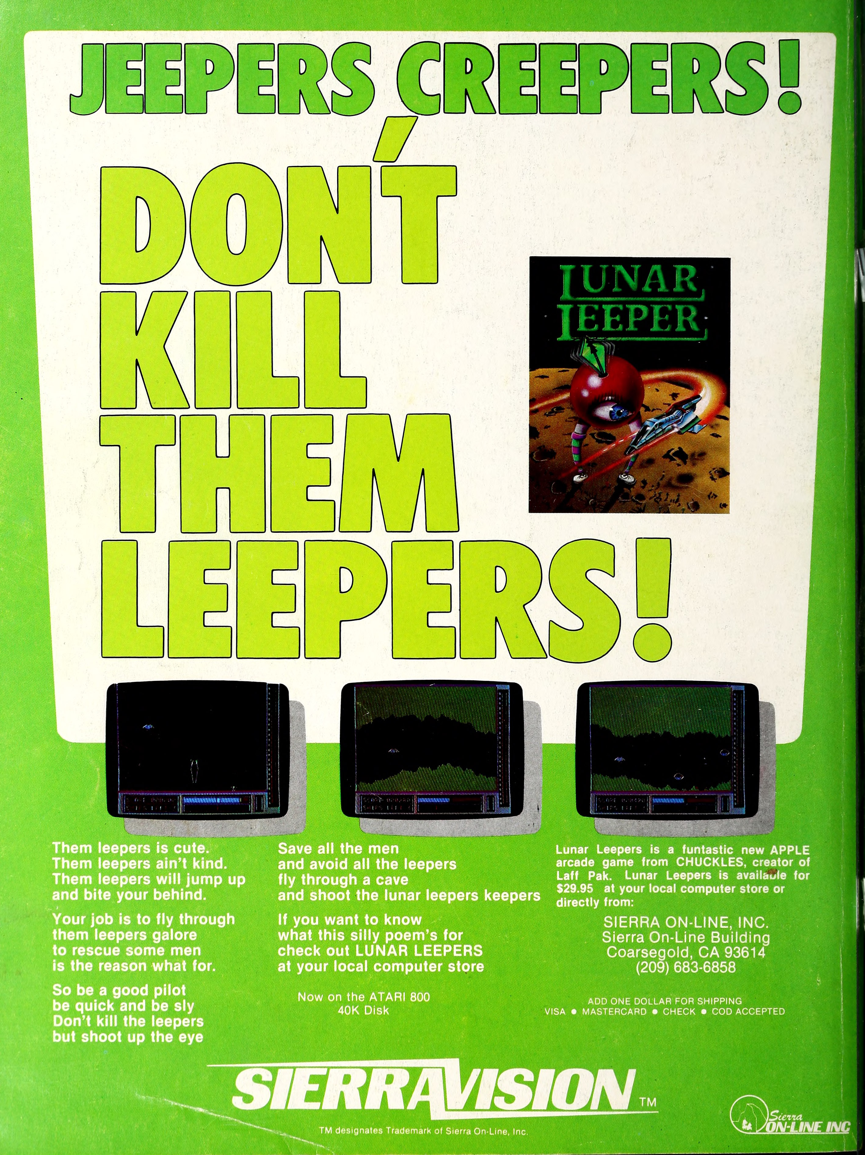 JEEPERS CREEPERS!
DON'T
KILL
THEM
LEEPERS!
LUNAR
LEEPER
Them leepers is cute.
Them leepers ain't kind.
Them leepers will jump up
and bite your behind.
Your job is to fly through
them leepers galore
to rescue some men
is the reason what for.
So be a good pilot
be quick and be sly
Don't kill the leepers
but shoot up the eye
Save all the men
and avoid all the leepers
fly through a cave
and shoot the lunar leepers keepers
If you want to know
what this silly poem's for
check out LUNAR LEEPERS
at your local computer store
Now on the ATARI 800
40K Disk
Lunar Leepers is a funtastic new APPLE
arcade game from CHUCKLES, creator of
Laff Pak. Lunar Leepers is available for
$29.95 at your local computer store or
directly from:
SIERRA ON-LINE, INC.
Sierra On-Line Building
Coarsegold, CA 93614
(209) 683-6858
ADD ONE DOLLAR FOR SHIPPING
VISA ● MASTERCARD ● CHECK ● COD ACCEPTED
SIERRAVISION TM
TM designates Trademark of Sierra On-Line, Inc.
Sierra
ON-LINE INC